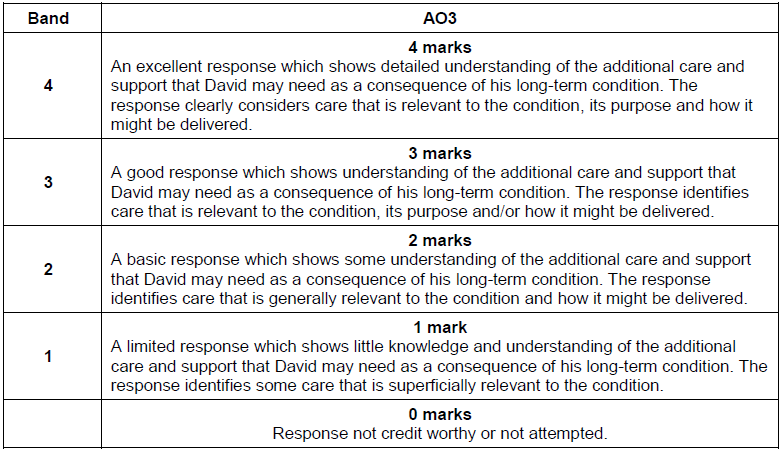 Band AO3
4 marks
An excellent response which shows detailed understanding of the additional care and
support that David may need as a consequence of his long-term condition. The
4 response clearly considers care that is relevant to the condition, its purpose and how it
might be delivered.
3 marks
A good response which shows understanding of the additional care and support that
3 David may need as a consequence of his long-term condition. The response identifies
care that is relevant to the condition, its purpose and/or how it might be delivered.
2 marks
A basic response which shows some understanding of the additional care and support
2 that David may need as a consequence of his long-term condition. The response
identifies care that is generally relevant to the condition and how it might be delivered.
1 mark
1 A limited response which shows little knowledge and understanding of the additional
care and support that David may need as a consequence of his long-term condition. The
response identifies some care that is superficially relevant to the condition.
0 marks
Response not credit worthy or not attempted.